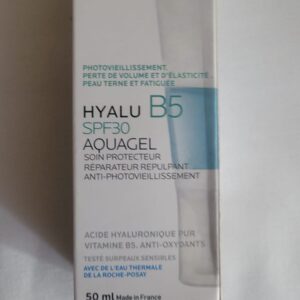 PHOTOVIEILLISSEMENT,
PERTE DE VOLUME ET D'ÉLASTICITÉ,
PEAU TERNE ET FATIGUÉE
HYALU B5
SPF30
AQUAGEL
SOIN PROTECTEUR
RÉPARATEUR REPULPANT
ANTI-PHOTOVIEILLISSEMENT
ACIDE HYALURONIQUE PUR
VITAMINE B5, ANTI-OXYDANTS
TESTÉ SUR PEAUX SENSIBLES
AVEC DE L'EAU THERMALE
DE LA ROCHE-POSAY
50 ml Made in France